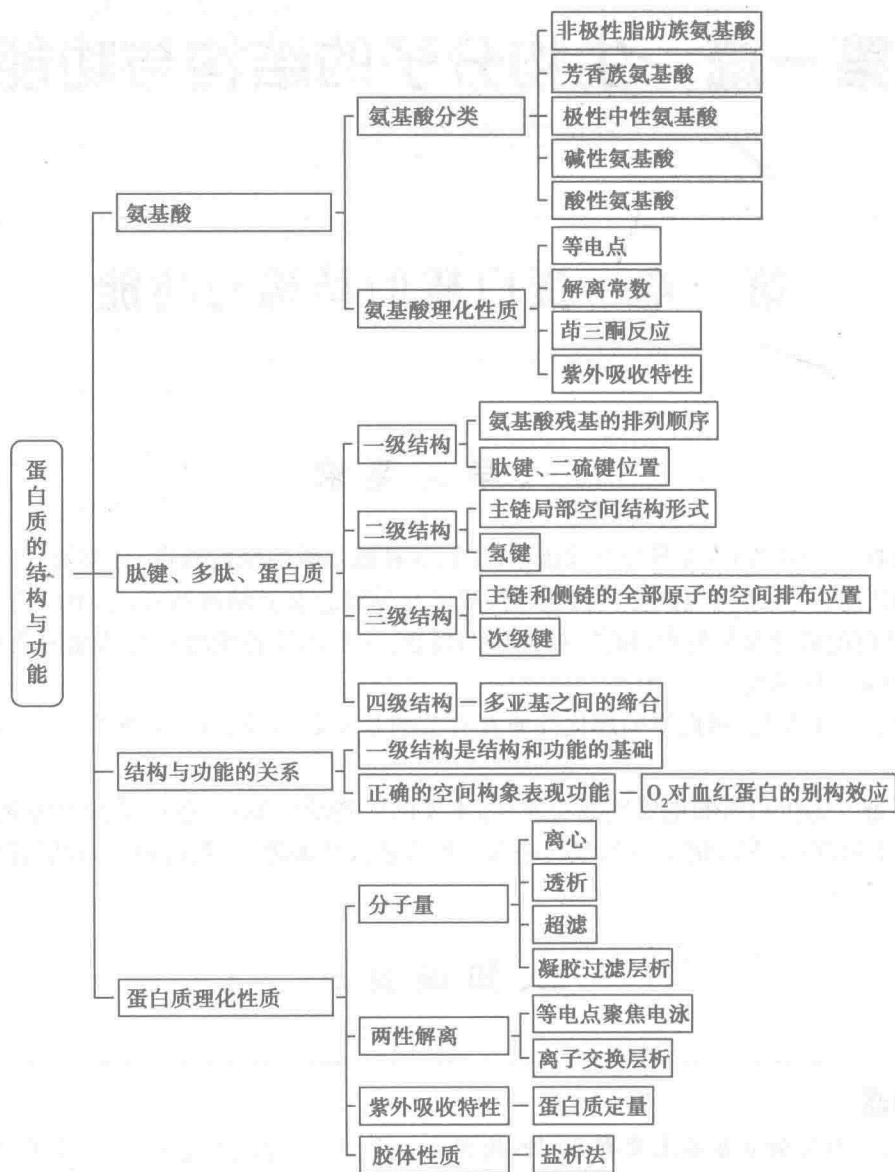 蛋白质的结构与功能
氨基酸
氨基酸分类
非极性脂肪族氨基酸
芳香族氨基酸
极性中性氨基酸
碱性氨基酸
酸性氨基酸
氨基酸理化性质
等电点
解离常数
茚三酮反应
紫外吸收特性
肽键、多肽、蛋白质
一级结构
氨基酸残基的排列顺序
肽键、二硫键位置
二级结构
主链局部空间结构形式
氢键
三级结构
主链和侧链的全部原子的空间排布位置
次级键
四级结构
多亚基之间的缔合
结构与功能的关系
一级结构是结构和功能的基础
正确的空间构象表现功能
O₂对血红蛋白的别构效应
蛋白质理化性质
分子量
离心
透析
超滤
凝胶过滤层析
两性解离
等电点聚焦电泳
离子交换层析
紫外吸收特性
蛋白质定量
胶体性质
盐析法